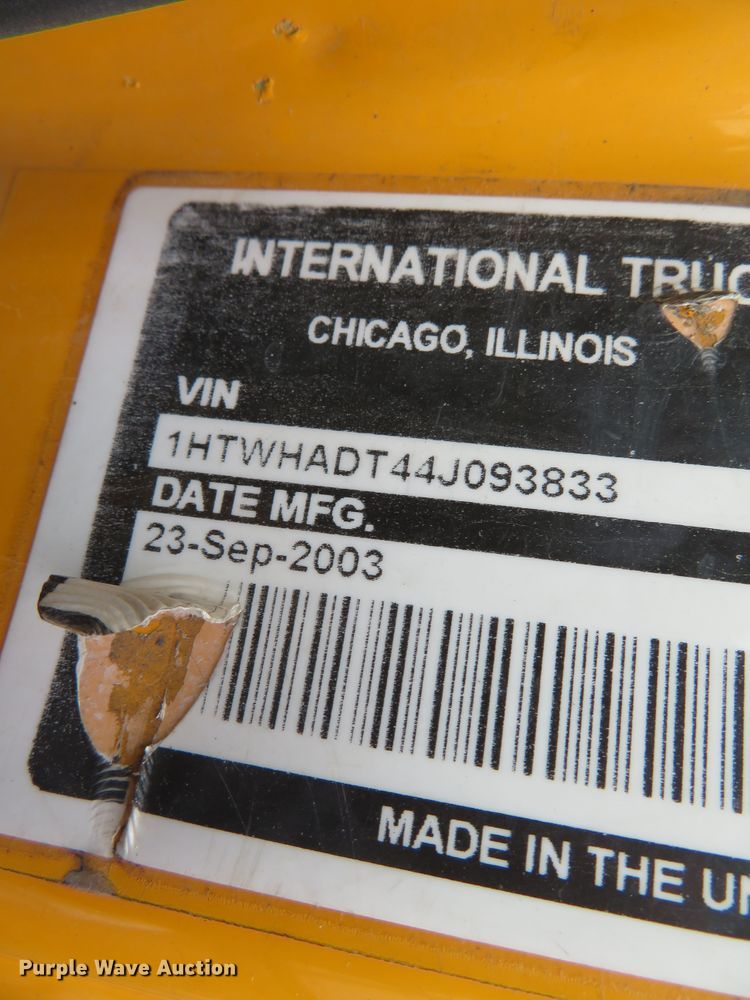 INTERNATIONAL TRUC
CHICAGO, ILLINOIS
VIN
1HTWHADT44J093833
DATE MFG.
23-Sep-2003
MADE IN THE UN
Purple Wave Auction